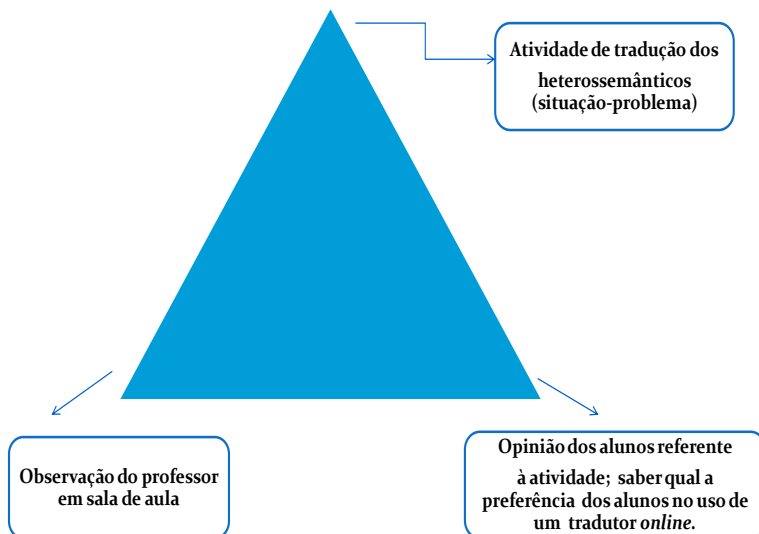 Atividade de tradução dos
heterossemânticos
(situação-problema)
Observação do professor
em sala de aula
Opinião dos alunos referente
à atividade; saber qual a
preferência dos alunos no uso de
um tradutor online.